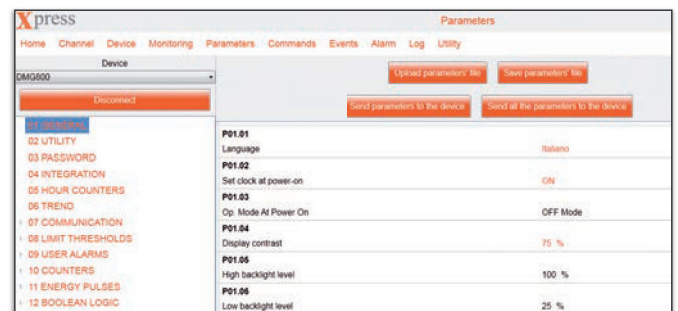 Xpress
Parameters
Home Channel Device Monitoring Parameters Commands Events Alarm Log Utility
Device
DMG800
Disconnect
Upload parameters' file Save parameters' file
Send parameters to the device Send all the parameters to the device
01 GENERAL
02 UTILITY
03 PASSWORD
04 INTEGRATION
05 HOUR COUNTERS
06 TREND
07 COMMUNICATION
08 LIMIT THRESHOLDS
09 USER ALARMS
10 COUNTERS
11 ENERGY PULSES
12 BOOLEAN LOGIC
P01.01
Language Italiano
P01.02
Set clock at power-on ON
P01.03
Op. Mode At Power On OFF Mode
P01.04
Display contrast 75 %
P01.05
High backlight level 100 %
P01.06
Low backlight level 25 %